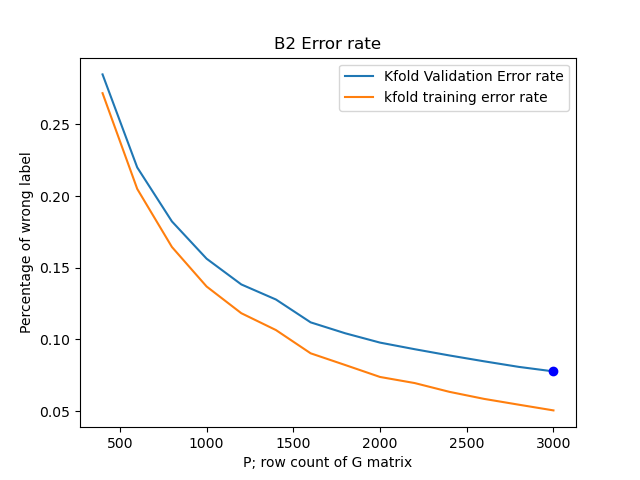 B2 Error rate
Kfold Validation Error rate
kfold training error rate
Percentage of wrong label
0.25
0.20
0.15
0.10
0.05
500 1000 1500 2000 2500 3000
P; row count of G matrix